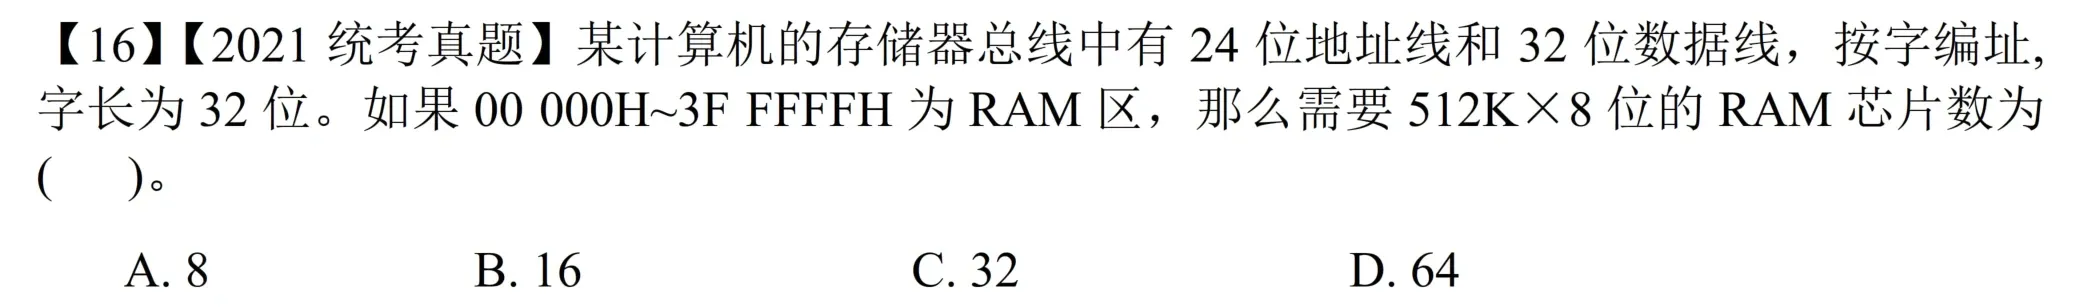 【16】【2021 统考真题】某计算机的存储器总线中有 24 位地址线和 32 位数据线，按字编址,
字长为 32 位。如果 00 000H~3F FFFFH 为 RAM 区，那么需要 512K×8 位的 RAM 芯片数为
( )。
A. 8 B. 16 C. 32 D. 64